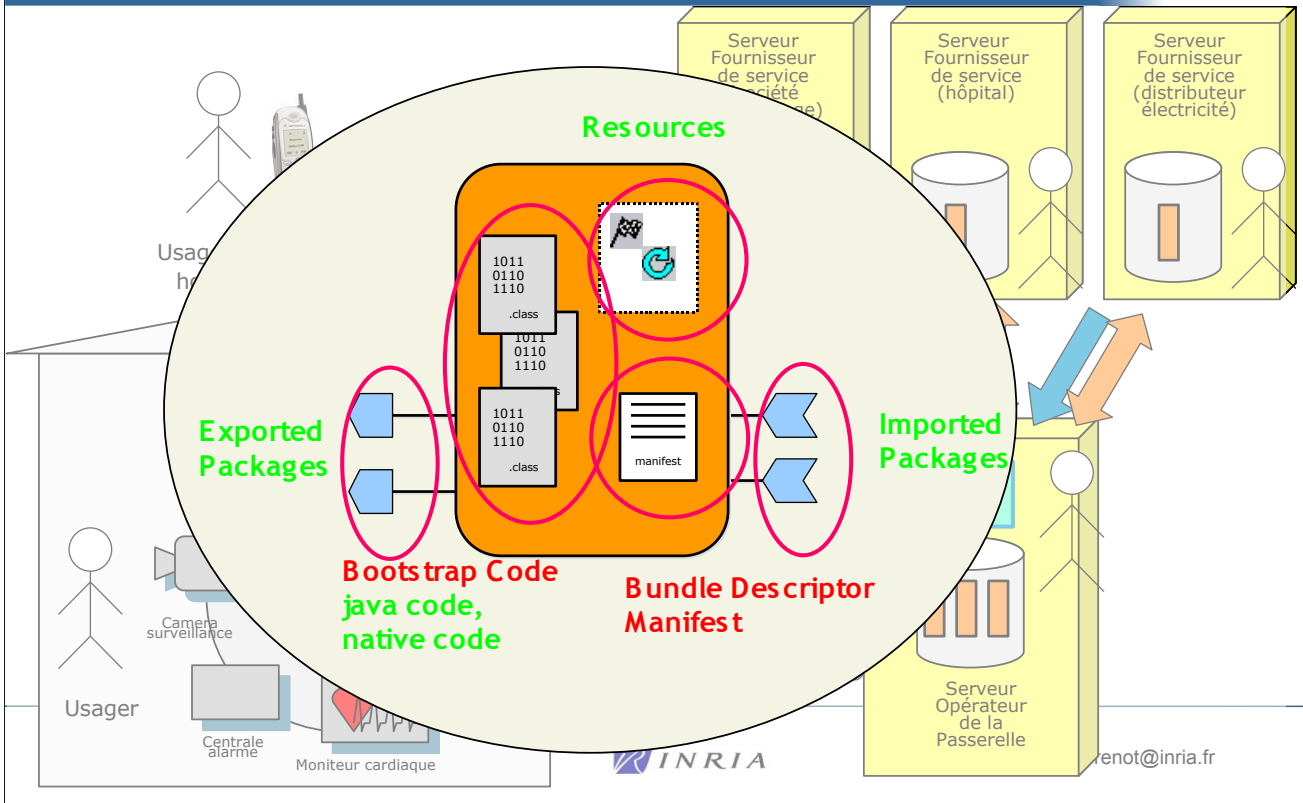 Serveur
Fournisseur
de service
Serveur
Fournisseur
de service
(hôpital)
Serveur
Fournisseur
de service
(distributeur
électricité)
Resources
1011
0110
1110
.class
1011
0110
1110
1011
0110
1110
.class
manifest
Exported
Packages
Imported
Packages
Bootstrap Code
java code,
native code
Bundle Descriptor
Manifest
Camera
surveillance
Usager
Centrale
alarme
Moniteur cardiaque
Serveur
Opérateur
de la
Passerelle
INRIA
renot@inria.fr